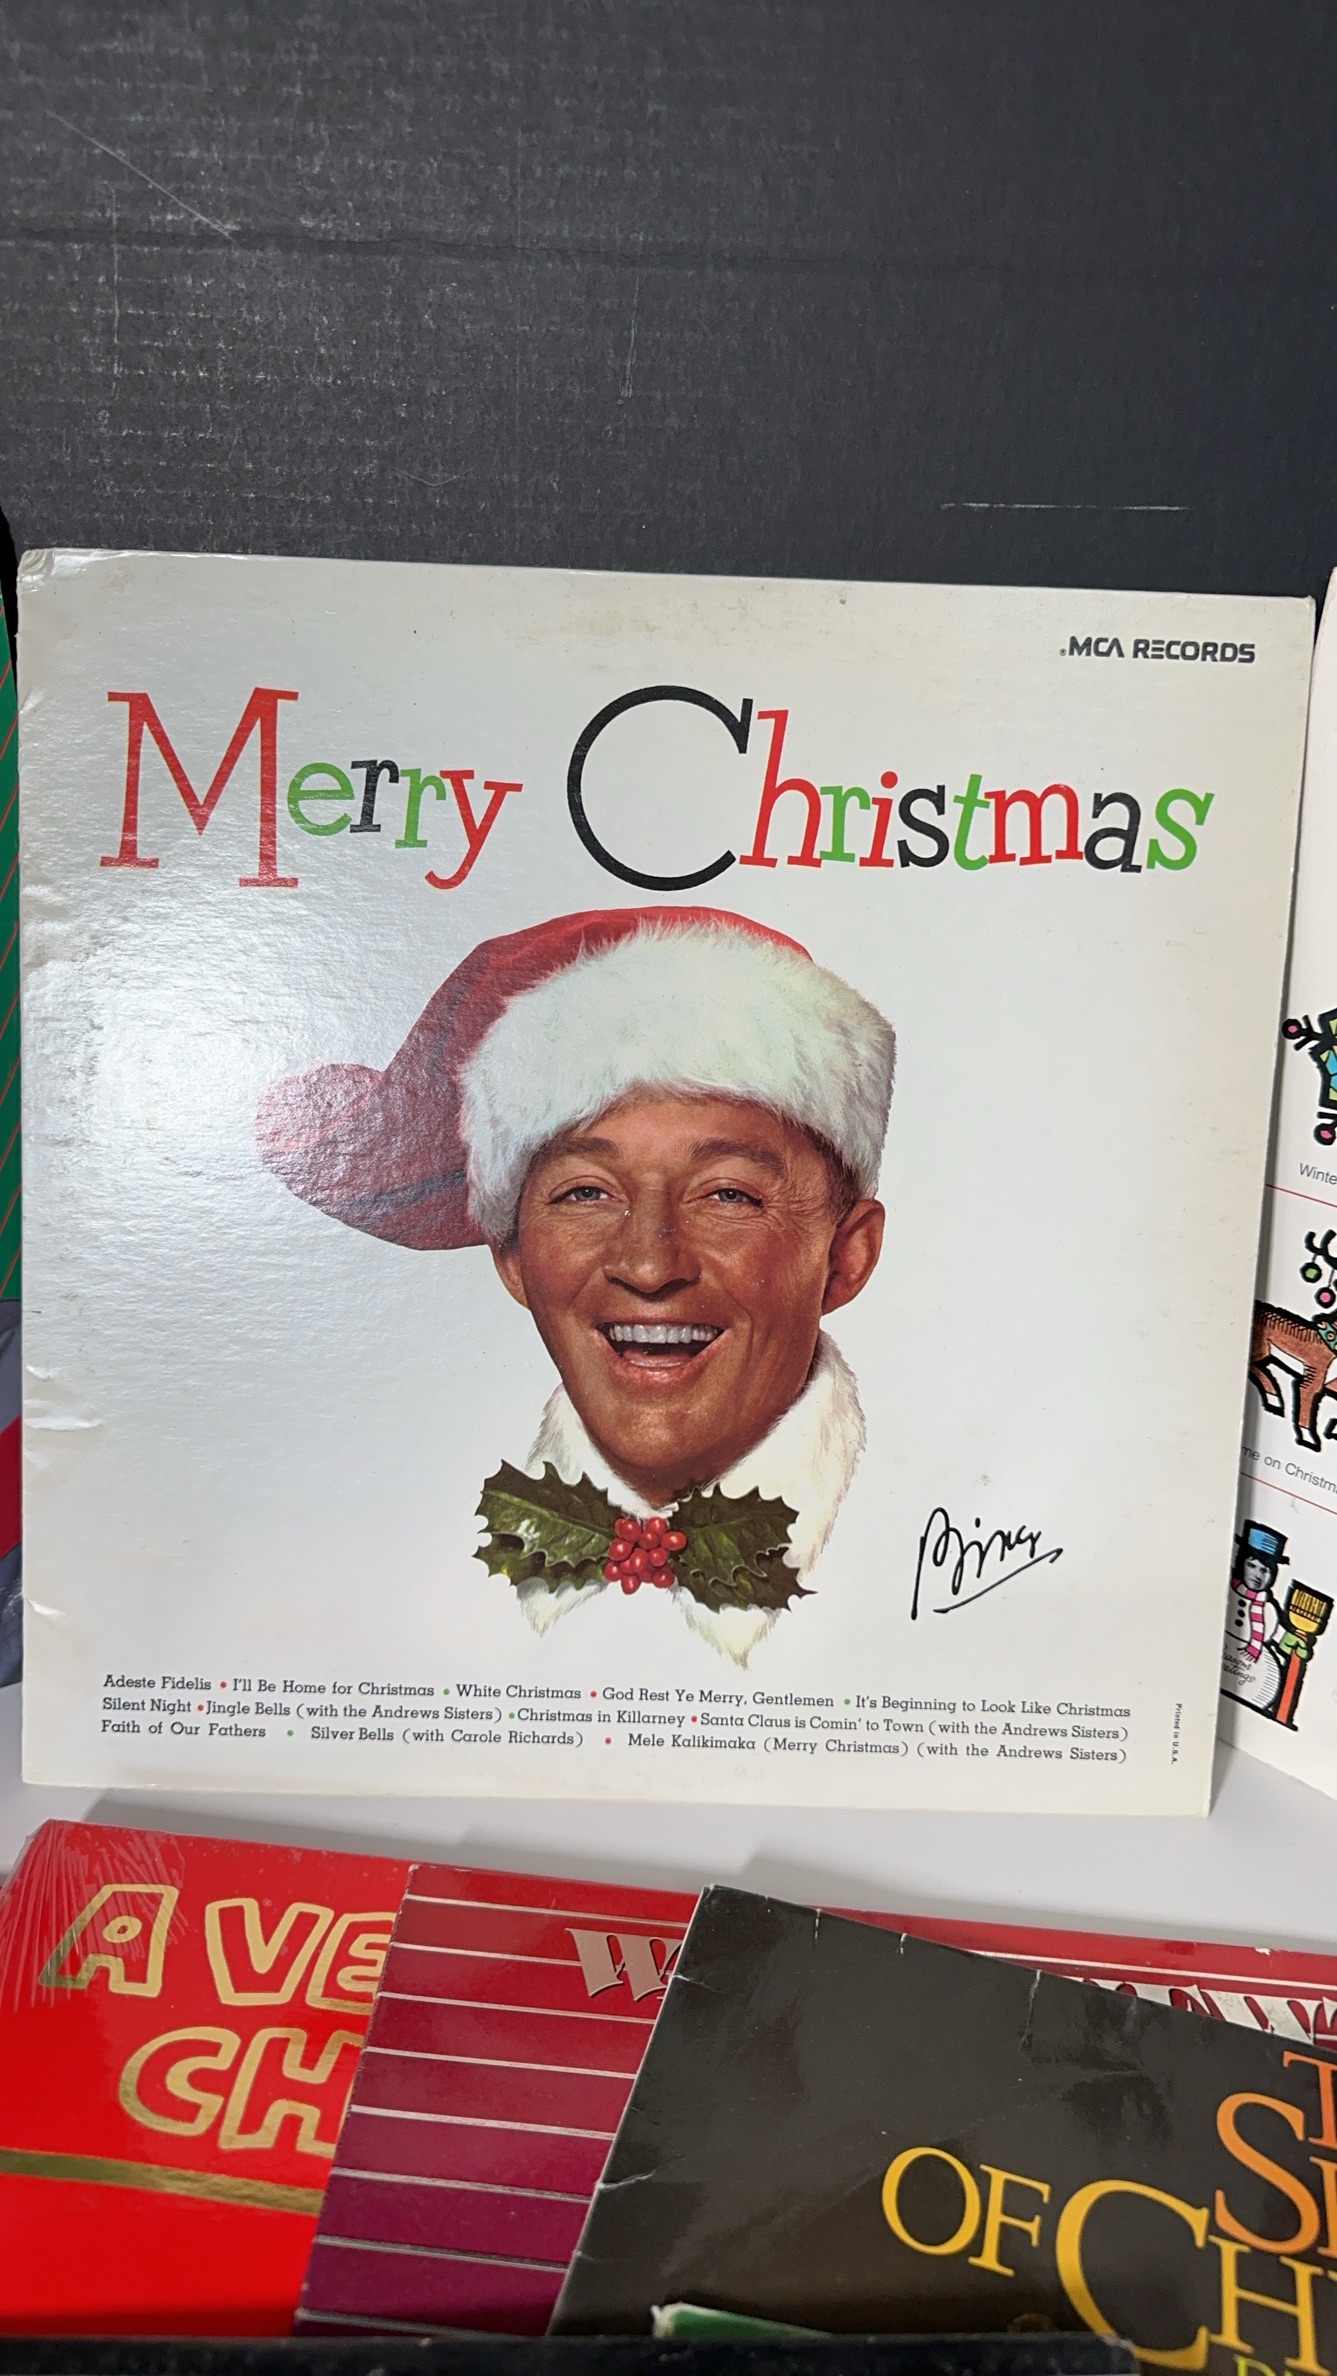 ®MCA RECORDS
Merry Christmas
Bing
Adeste Fidelis • I'll Be Home for Christmas • White Christmas • God Rest Ye Merry, Gentlemen • It's Beginning to Look Like Christmas
Silent Night • Jingle Bells (with the Andrews Sisters) • Christmas in Killarney • Santa Claus is Comin' to Town (with the Andrews Sisters)
Faith of Our Fathers • Silver Bells (with Carole Richards) • Mele Kalikimaka (Merry Christmas) (with the Andrews Sisters)
Printed in U.S.A.
Winte
me on Christm
A VE
CH
W
T
S
OF CH